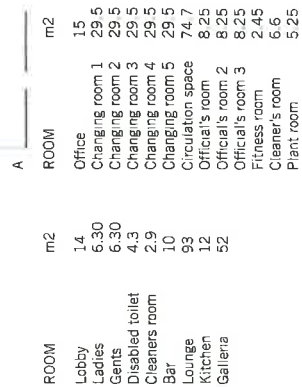 A
ROOM m2
Lobby 14
Ladies 6.30
Gents 6.30
Disabled toilet 4.3
Cleaners room 2.9
Bar 10
Lounge 93
Kitchen 12
Galleria 52
ROOM m2
Office 15
Changing room 1 29.5
Changing room 2 29.5
Changing room 3 29.5
Changing room 4 29.5
Changing room 5 29.5
Circulation space 74.7
Official's room 8.25
Official's room 2 8.25
Official's room 3 8.25
Fitness room 2.45
Cleaner's room 6.6
Plant room 5.25